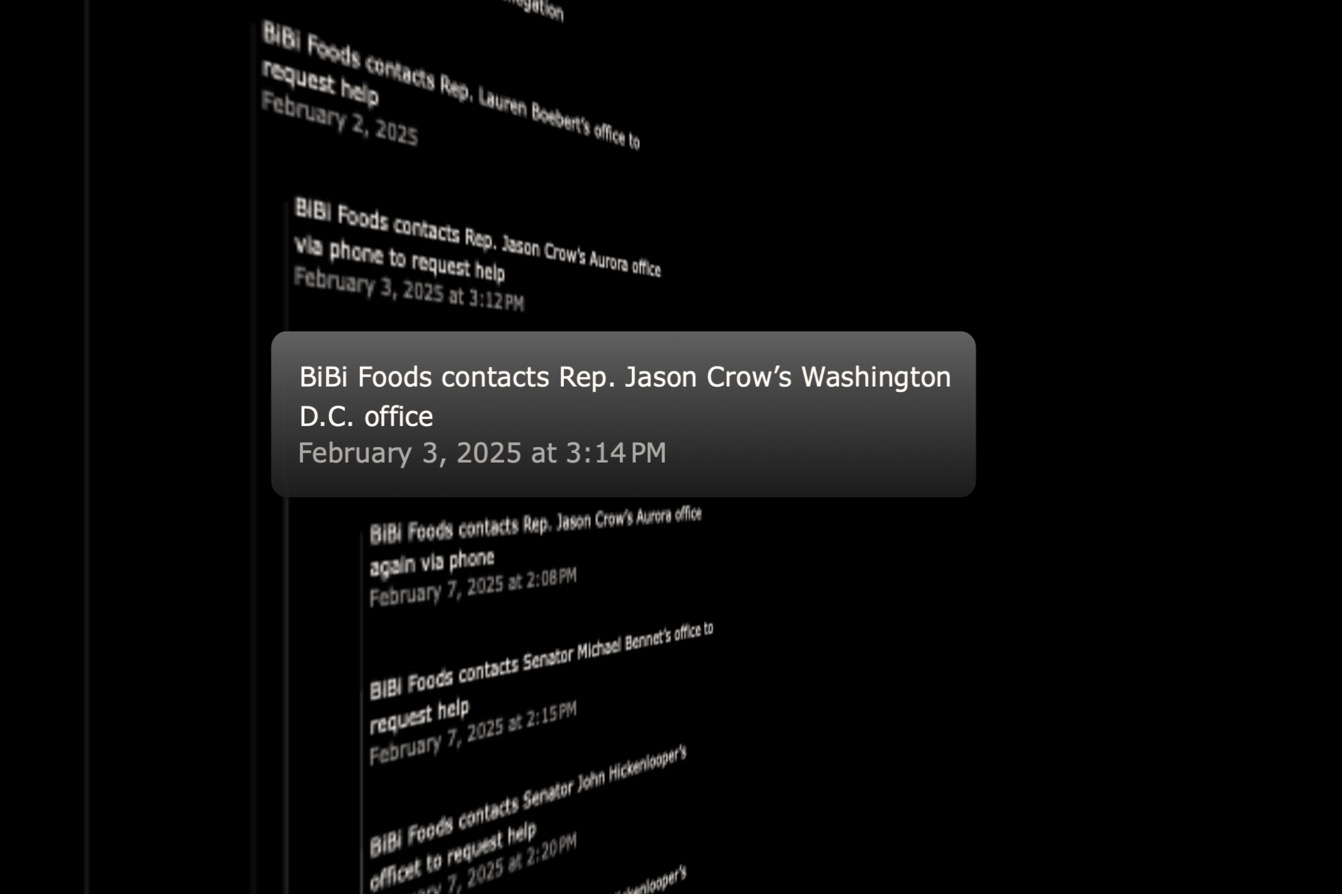 BiBi Foods contacts Rep. Lauren Boebert's office to
request help
February 2, 2025
BiBi Foods contacts Rep. Jason Crow's Aurora office
via phone to request help
February 3, 2025 at 3:12 PM
BiBi Foods contacts Rep. Jason Crow's Washington
D.C. office
February 3, 2025 at 3:14 PM
BiBi Foods contacts Rep. Jason Crow's Aurora office
again via phone
February 7, 2025 at 2:08 PM
BiBi Foods contacts Senator Michael Bennet's office to
request help
February 7, 2025 at 2:15 PM
BiBi Foods contacts Senator John Hickenlooper's
officet to request help
7, 2025 at 2:20 PM